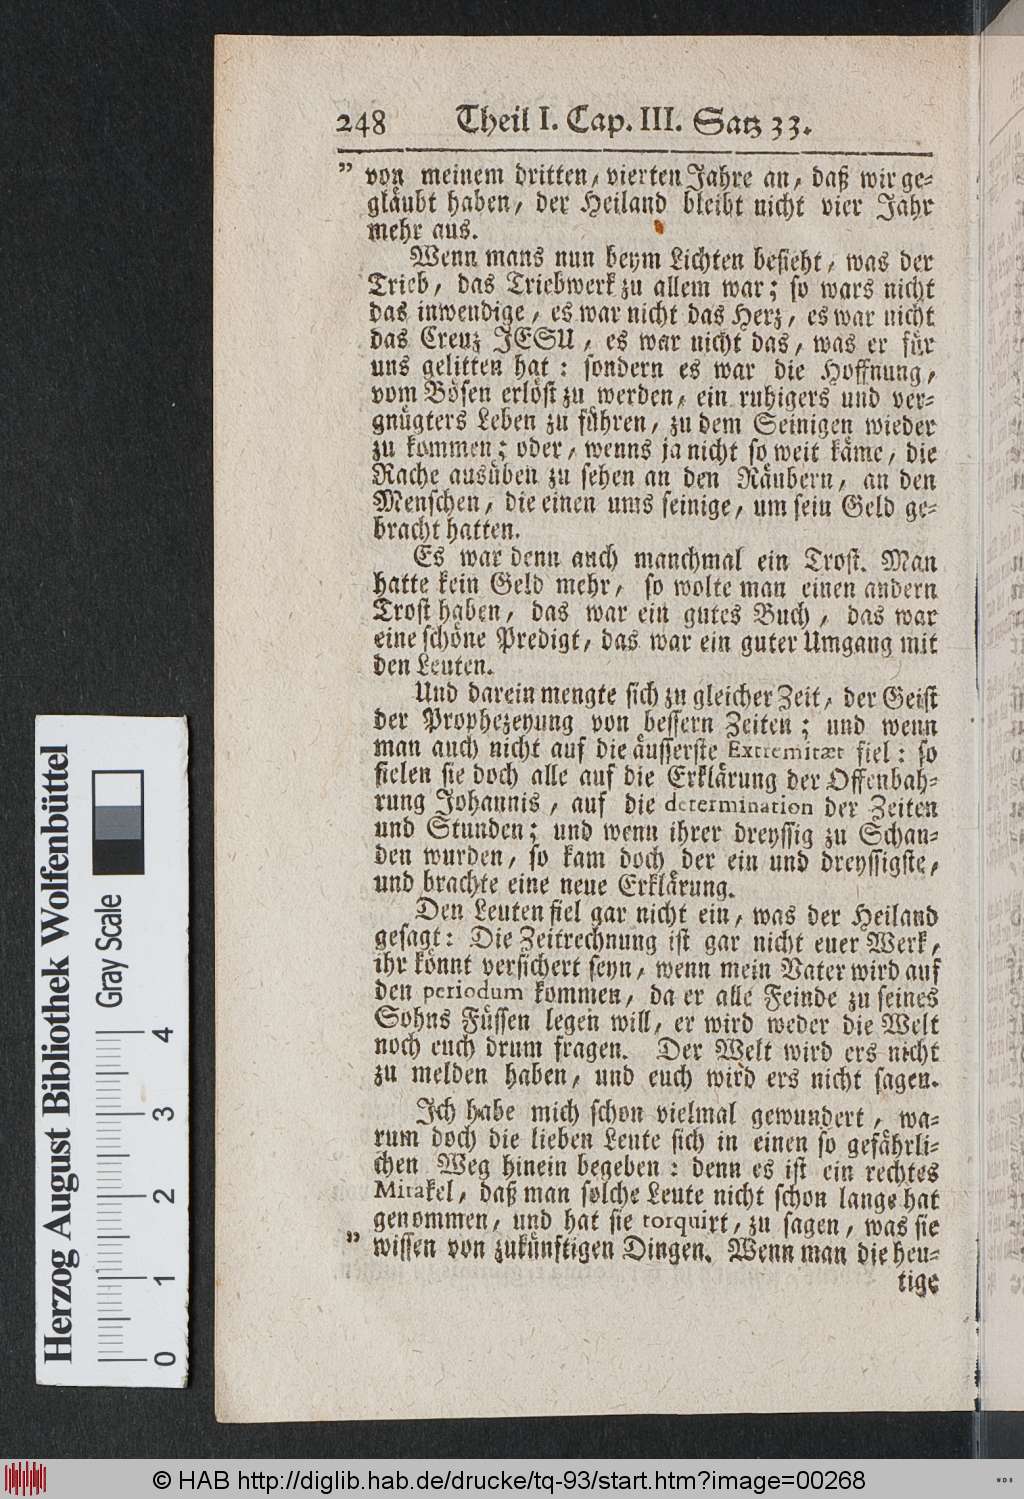 248 Theil I. Cap. III. Satz 33.
” von meinem dritten, vierten Jahre an, daß wir ge-
gläubt haben, der Heiland bleibt nicht vier Jahr
mehr aus.
Wenn mans nun beym Lichten besieht, was der
Trieb, das Triebwerk zu allem war; so wars nicht
das inwendige, es war nicht das Herz, es war nicht
das Creuz JESU, es war nicht das, was er für
uns gelitten hat: sondern es war die Hoffnung,
vom Bösen erlöst zu werden, ein ruhigers und ver-
gnügters Leben zu führen, zu dem Seinigen wieder
zu kommen; oder, wenns ja nicht so weit käme, die
Rache ausüben zu sehen an den Räubern, an den
Menschen, die einen ums seinige, um sein Geld ge-
bracht hatten.
Es war denn auch manchmal ein Trost. Man
hatte kein Geld mehr, so wolte man einen andern
Trost haben, das war ein gutes Buch, das war
eine schöne Predigt, das war ein guter Umgang mit
den Leuten.
Und darein mengte sich zu gleicher Zeit, der Geist
der Prophezeyung von bessern Zeiten; und wenn
man auch nicht auf die äusserste Extremitæt fiel: so
fielen sie doch alle auf die Erklärung der Offenbah-
rung Johannis, auf die determination der Zeiten
und Stunden; und wenn ihrer dreyssig zu Schan-
den wurden, so kam doch der ein und dreyssigste,
und brachte eine neue Erklärung.
Den Leuten fiel gar nicht ein, was der Heiland
gesagt: Die Zeitrechnung ist gar nicht euer Werk,
ihr könnt versichert seyn, wenn mein Vater wird auf
den periodum kommen, da er alle Feinde zu seines
Sohns Füssen legen will, er wird weder die Welt
noch euch drum fragen. Der Welt wird ers nicht
zu melden haben, und euch wird ers nicht sagen.
Ich habe mich schon vielmal gewundert, wa-
rum doch die lieben Leute sich in einen so gefährli-
chen Weg hinein begeben: denn es ist ein rechtes
Mirakel, daß man solche Leute nicht schon lange hat
genommen, und hat sie torquirt, zu sagen, was sie
” wissen von zukünftigen Dingen. Wenn man die heu-
tige
Herzog August Bibliothek Wolfenbüttel
Gray Scale
0 1 2 3 4
© HAB http://diglib.hab.de/drucke/tq-93/start.htm?image=00268